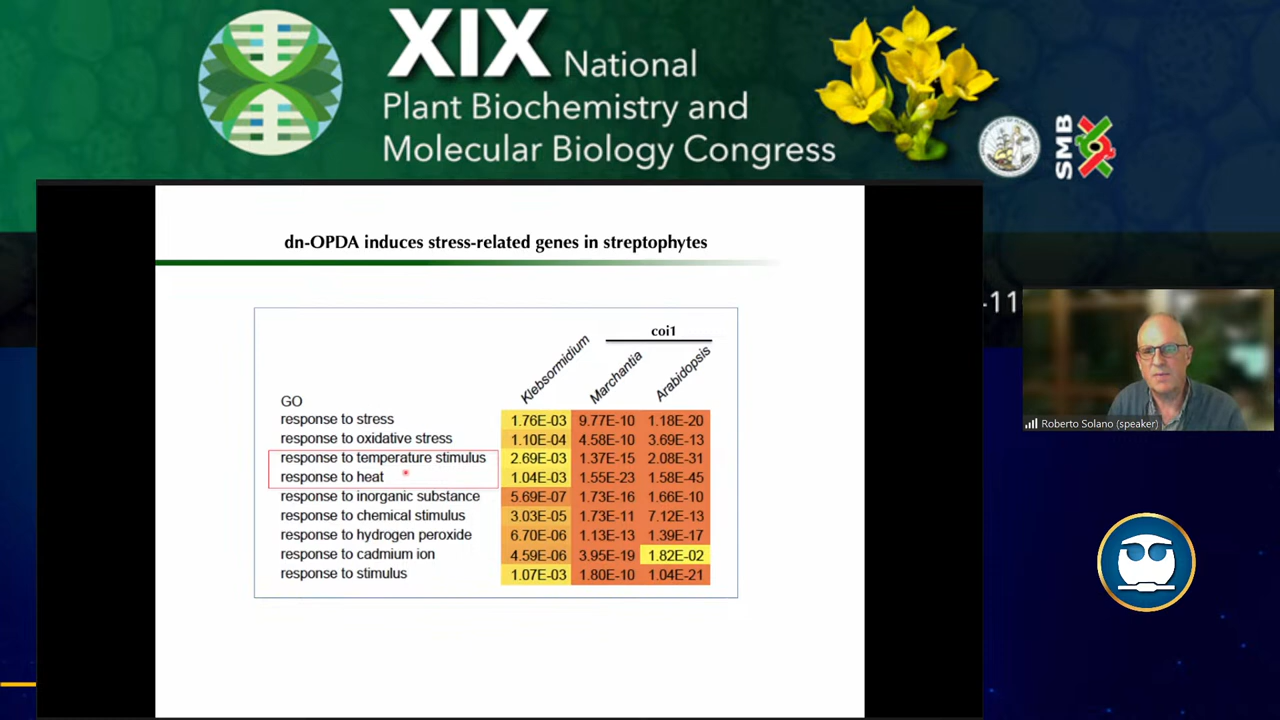 XIX National
Plant Biochemistry and
Molecular Biology Congress
SMB
dn-OPDA induces stress-related genes in streptophytes
coi1
Klebsormidium Marchantia Arabidopsis
GO
response to stress 1.76E-03 9.77E-10 1.18E-20
response to oxidative stress 1.10E-04 4.58E-10 3.69E-13
response to temperature stimulus 2.69E-03 1.37E-15 2.08E-31
response to heat 1.04E-03 1.55E-23 1.58E-45
response to inorganic substance 5.69E-07 1.73E-16 1.66E-10
response to chemical stimulus 3.03E-05 1.73E-11 7.12E-13
response to hydrogen peroxide 6.70E-06 1.13E-13 1.39E-17
response to cadmium ion 4.59E-06 3.95E-19 1.82E-02
response to stimulus 1.07E-03 1.80E-10 1.04E-21
-11
Roberto Solano (speaker)